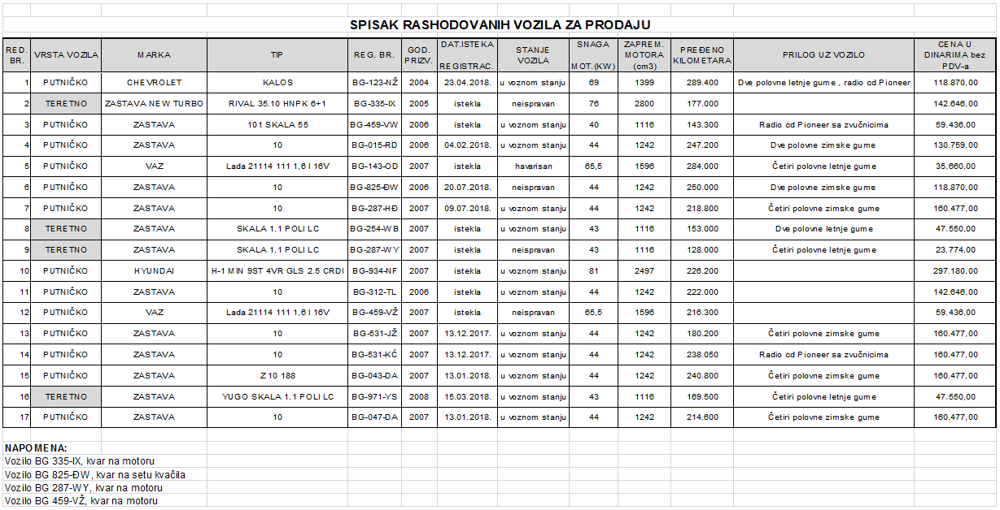 SPISAK RASHODOVANIH VOZILA ZA PRODAJU
RED. BR. VRSTA VOZILA MARKA TIP REG. BR. GOD. PRIZV. DAT.ISTEKA REGISTRAC. STANJE VOZILA SNAGA MOT.(KW) ZAPREM. MOTORA (cm3) PREĐENO KILOMETARA PRILOG UZ VOZILO CENA U DINARIMA bez PDV-a
1 PUTNIČKO CHEVROLET KALOS BG-123-NŽ 2004 23.04.2018. u voznom stanju 69 1399 289.400 Dve polovne letnje gume , radio cd Pioneer 118.870,00
2 TERETNO ZASTAVA NEW TURBO RIVAL 35.10 HNPK 6+1 BG-335-IX 2005 istekla neispravan 76 2800 177.000 142.646,00
3 PUTNIČKO ZASTAVA 101 SKALA 55 BG-459-VW 2006 istekla u voznom stanju 40 1116 143.300 Radio cd Pioneer sa zvučnicima 59.436,00
4 PUTNIČKO ZASTAVA 10 BG-015-RD 2006 04.02.2018. u voznom stanju 44 1242 247.200 Dve polovne zimske gume 130.759,00
5 PUTNIČKO VAZ Lada 21114 111 1,6 l 16V BG-143-OD 2007 istekla havarisan 65,5 1596 284.000 Četiri polovne letnje gume 35.660,00
6 PUTNIČKO ZASTAVA 10 BG-825-ĐW 2006 20.07.2018. neispravan 44 1242 250.000 Dve polovne zimske gume 118.870,00
7 PUTNIČKO ZASTAVA 10 BG-287-HĐ 2007 09.07.2018. u voznom stanju 44 1242 218.800 Četiri polovne zimske gume 160.477,00
8 TERETNO ZASTAVA SKALA 1.1 POLI LC BG-254-WB 2007 istekla u voznom stanju 43 1116 153.000 Dve polovne letnje gume 47.550,00
9 TERETNO ZASTAVA SKALA 1.1 POLI LC BG-287-WY 2007 istekla neispravan 43 1116 128.000 Četiri polovne letnje gume 23.774,00
10 PUTNIČKO HYUNDAI H-1 MIN 9ST 4VR GLS 2.5 CRDI BG-934-NF 2007 istekla u voznom stanju 81 2497 226.200 297.180,00
11 PUTNIČKO ZASTAVA 10 BG-312-TL 2006 istekla u voznom stanju 44 1242 222.000 142.646,00
12 PUTNIČKO VAZ Lada 21114 111 1,6 l 16V BG-459-VŽ 2007 istekla neispravan 65,5 1596 216.300 59.436,00
13 PUTNIČKO ZASTAVA 10 BG-531-JŽ 2007 13.12.2017. u voznom stanju 44 1242 180.200 Četiri polovne zimske gume 160.477,00
14 PUTNIČKO ZASTAVA 10 BG-531-KĆ 2007 13.12.2017. u voznom stanju 44 1242 238.050 Radio cd Pioneer sa zvučnicima 160.477,00
15 PUTNIČKO ZASTAVA Z 10 188 BG-043-DA 2007 13.01.2018. u voznom stanju 44 1242 240.800 Četiri polovne zimske gume 160.477,00
16 TERETNO ZASTAVA YUGO SKALA 1.1 POLI LC BG-971-YS 2008 15.03.2018. u voznom stanju 43 1116 169.500 Četiri polovne letnje gume 47.550,00
17 PUTNIČKO ZASTAVA 10 BG-047-DA 2007 13.01.2018. u voznom stanju 44 1242 214.600 Četiri polovne zimske gume 160.477,00
NAPOMENA:
Vozilo BG 335-IX, kvar na motoru
Vozilo BG 825-ĐW, kvar na setu kvačila
Vozilo BG 287-WY, kvar na motoru
Vozilo BG 459-VŽ, kvar na motoru